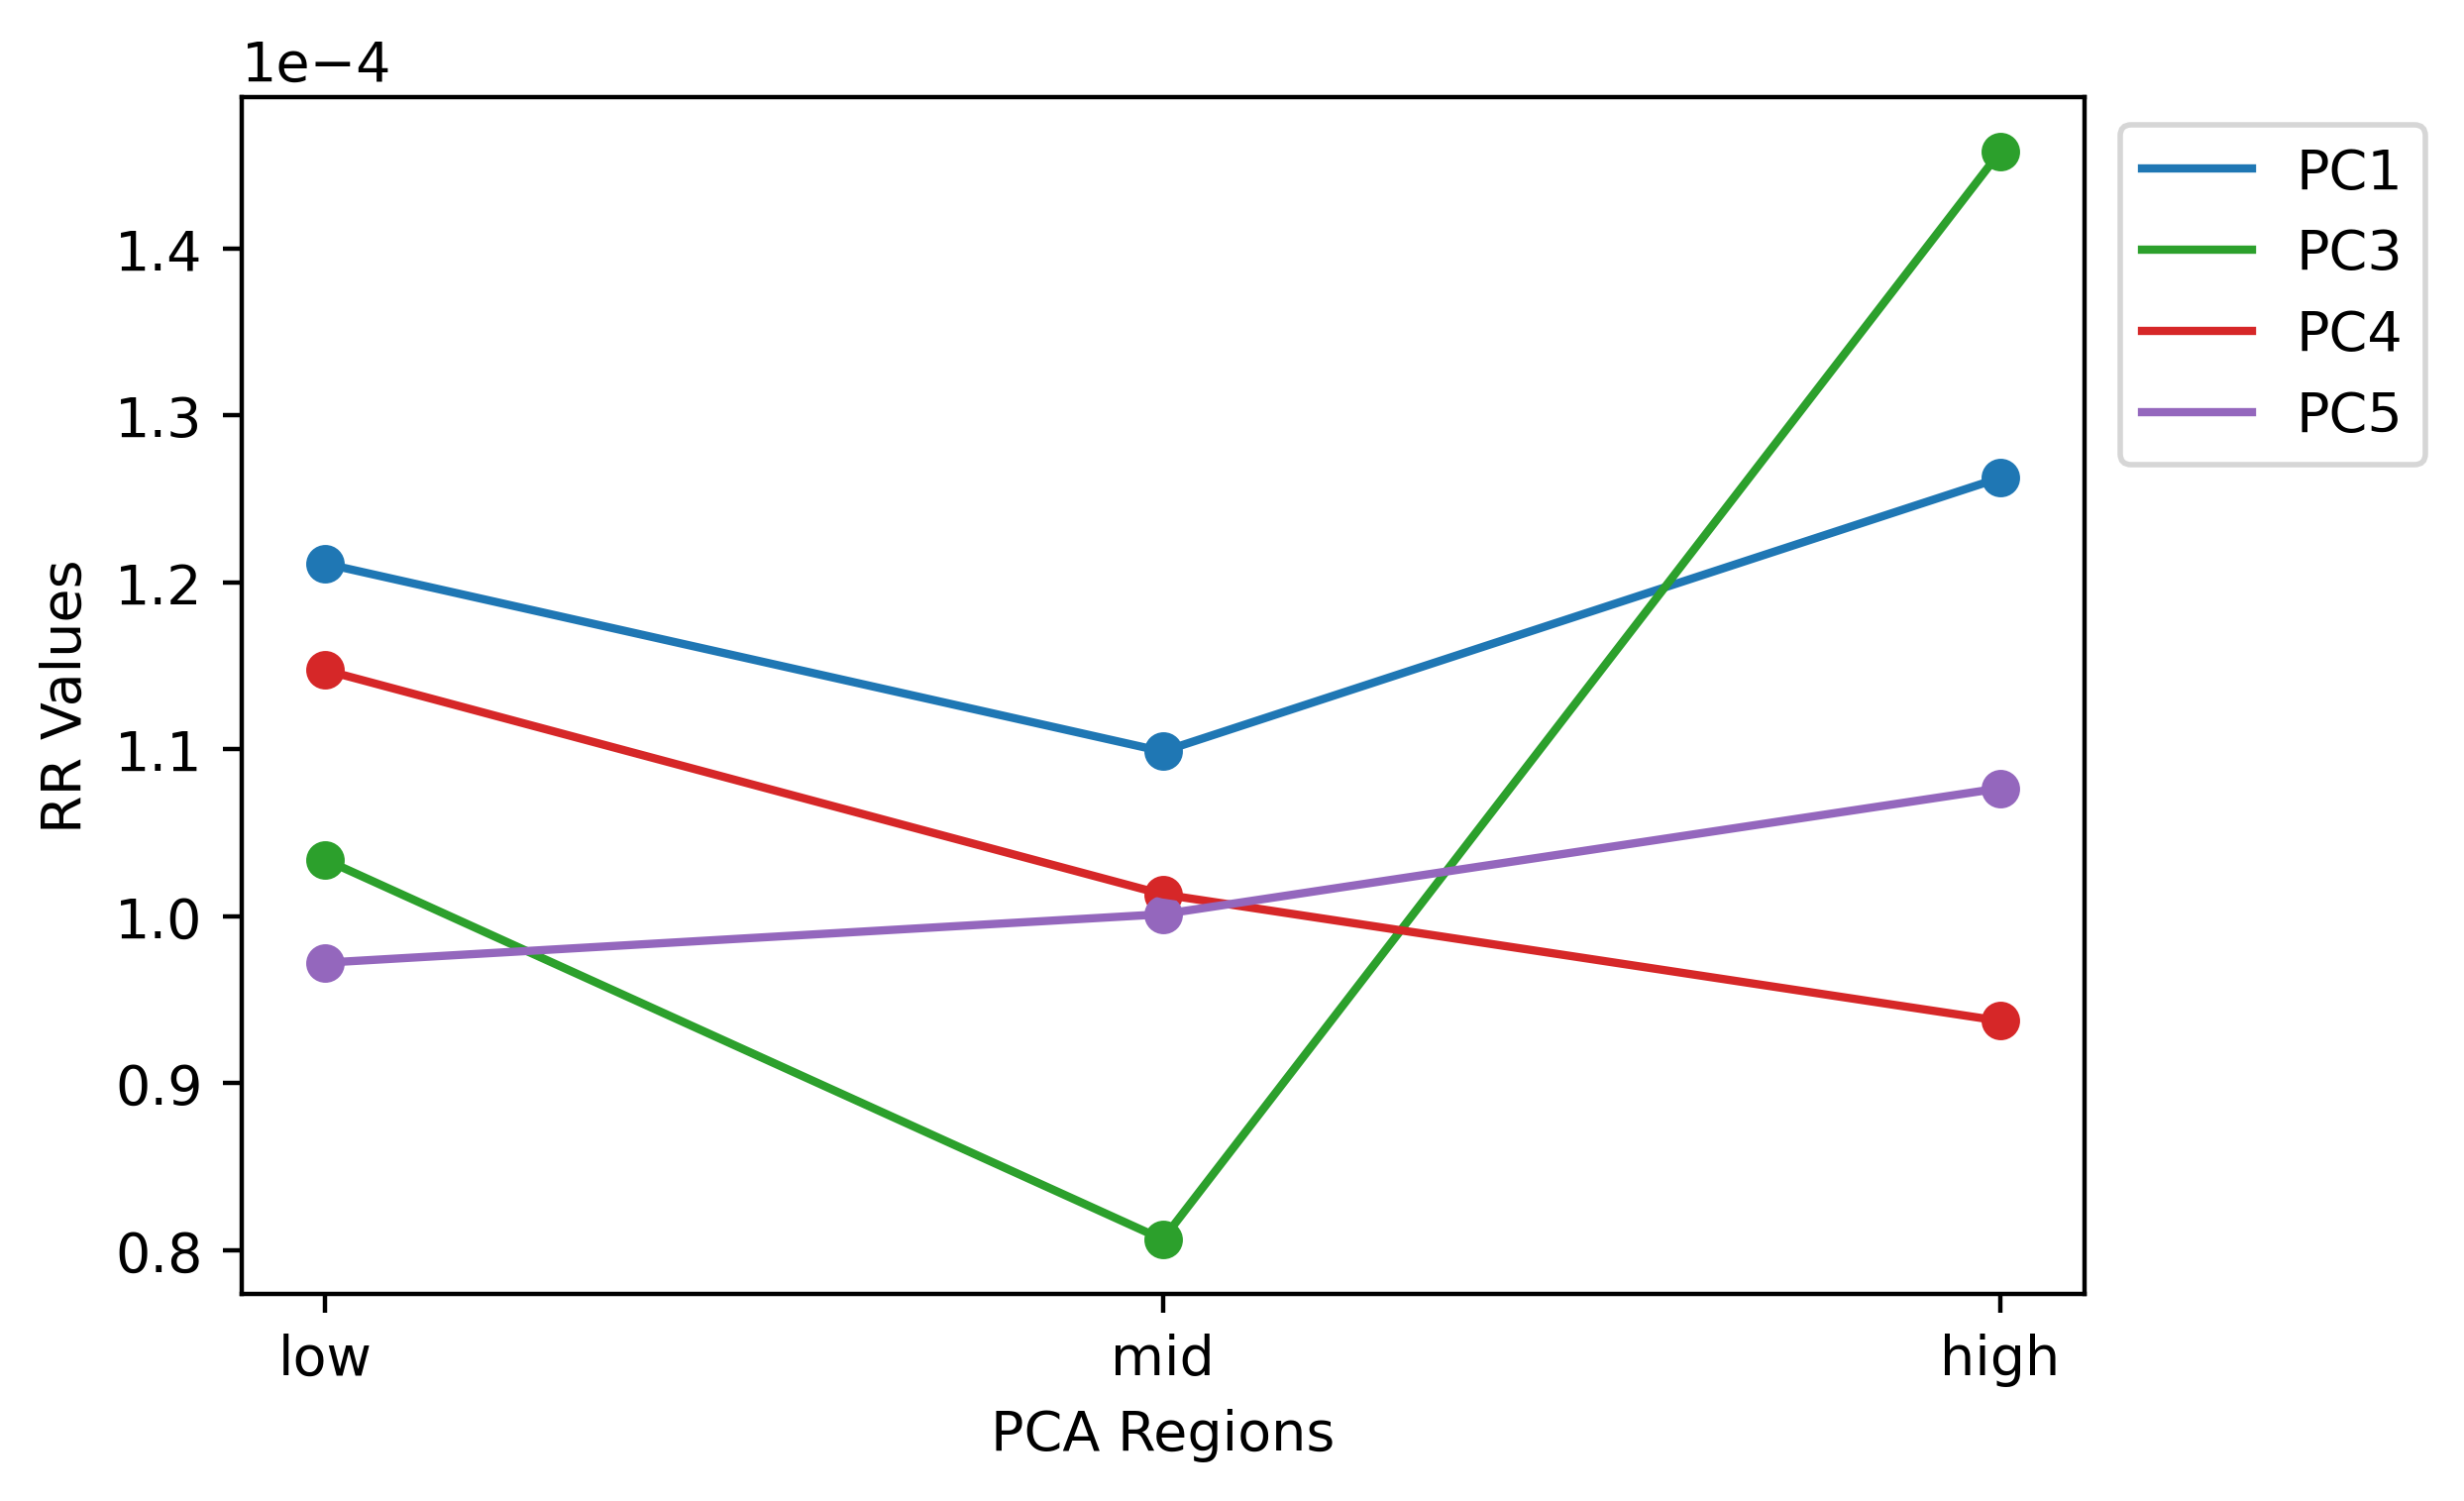 1e−4
1.4
1.3
1.2
1.1
1.0
0.9
0.8
RR Values
low mid high
PCA Regions
PC1
PC3
PC4
PC5